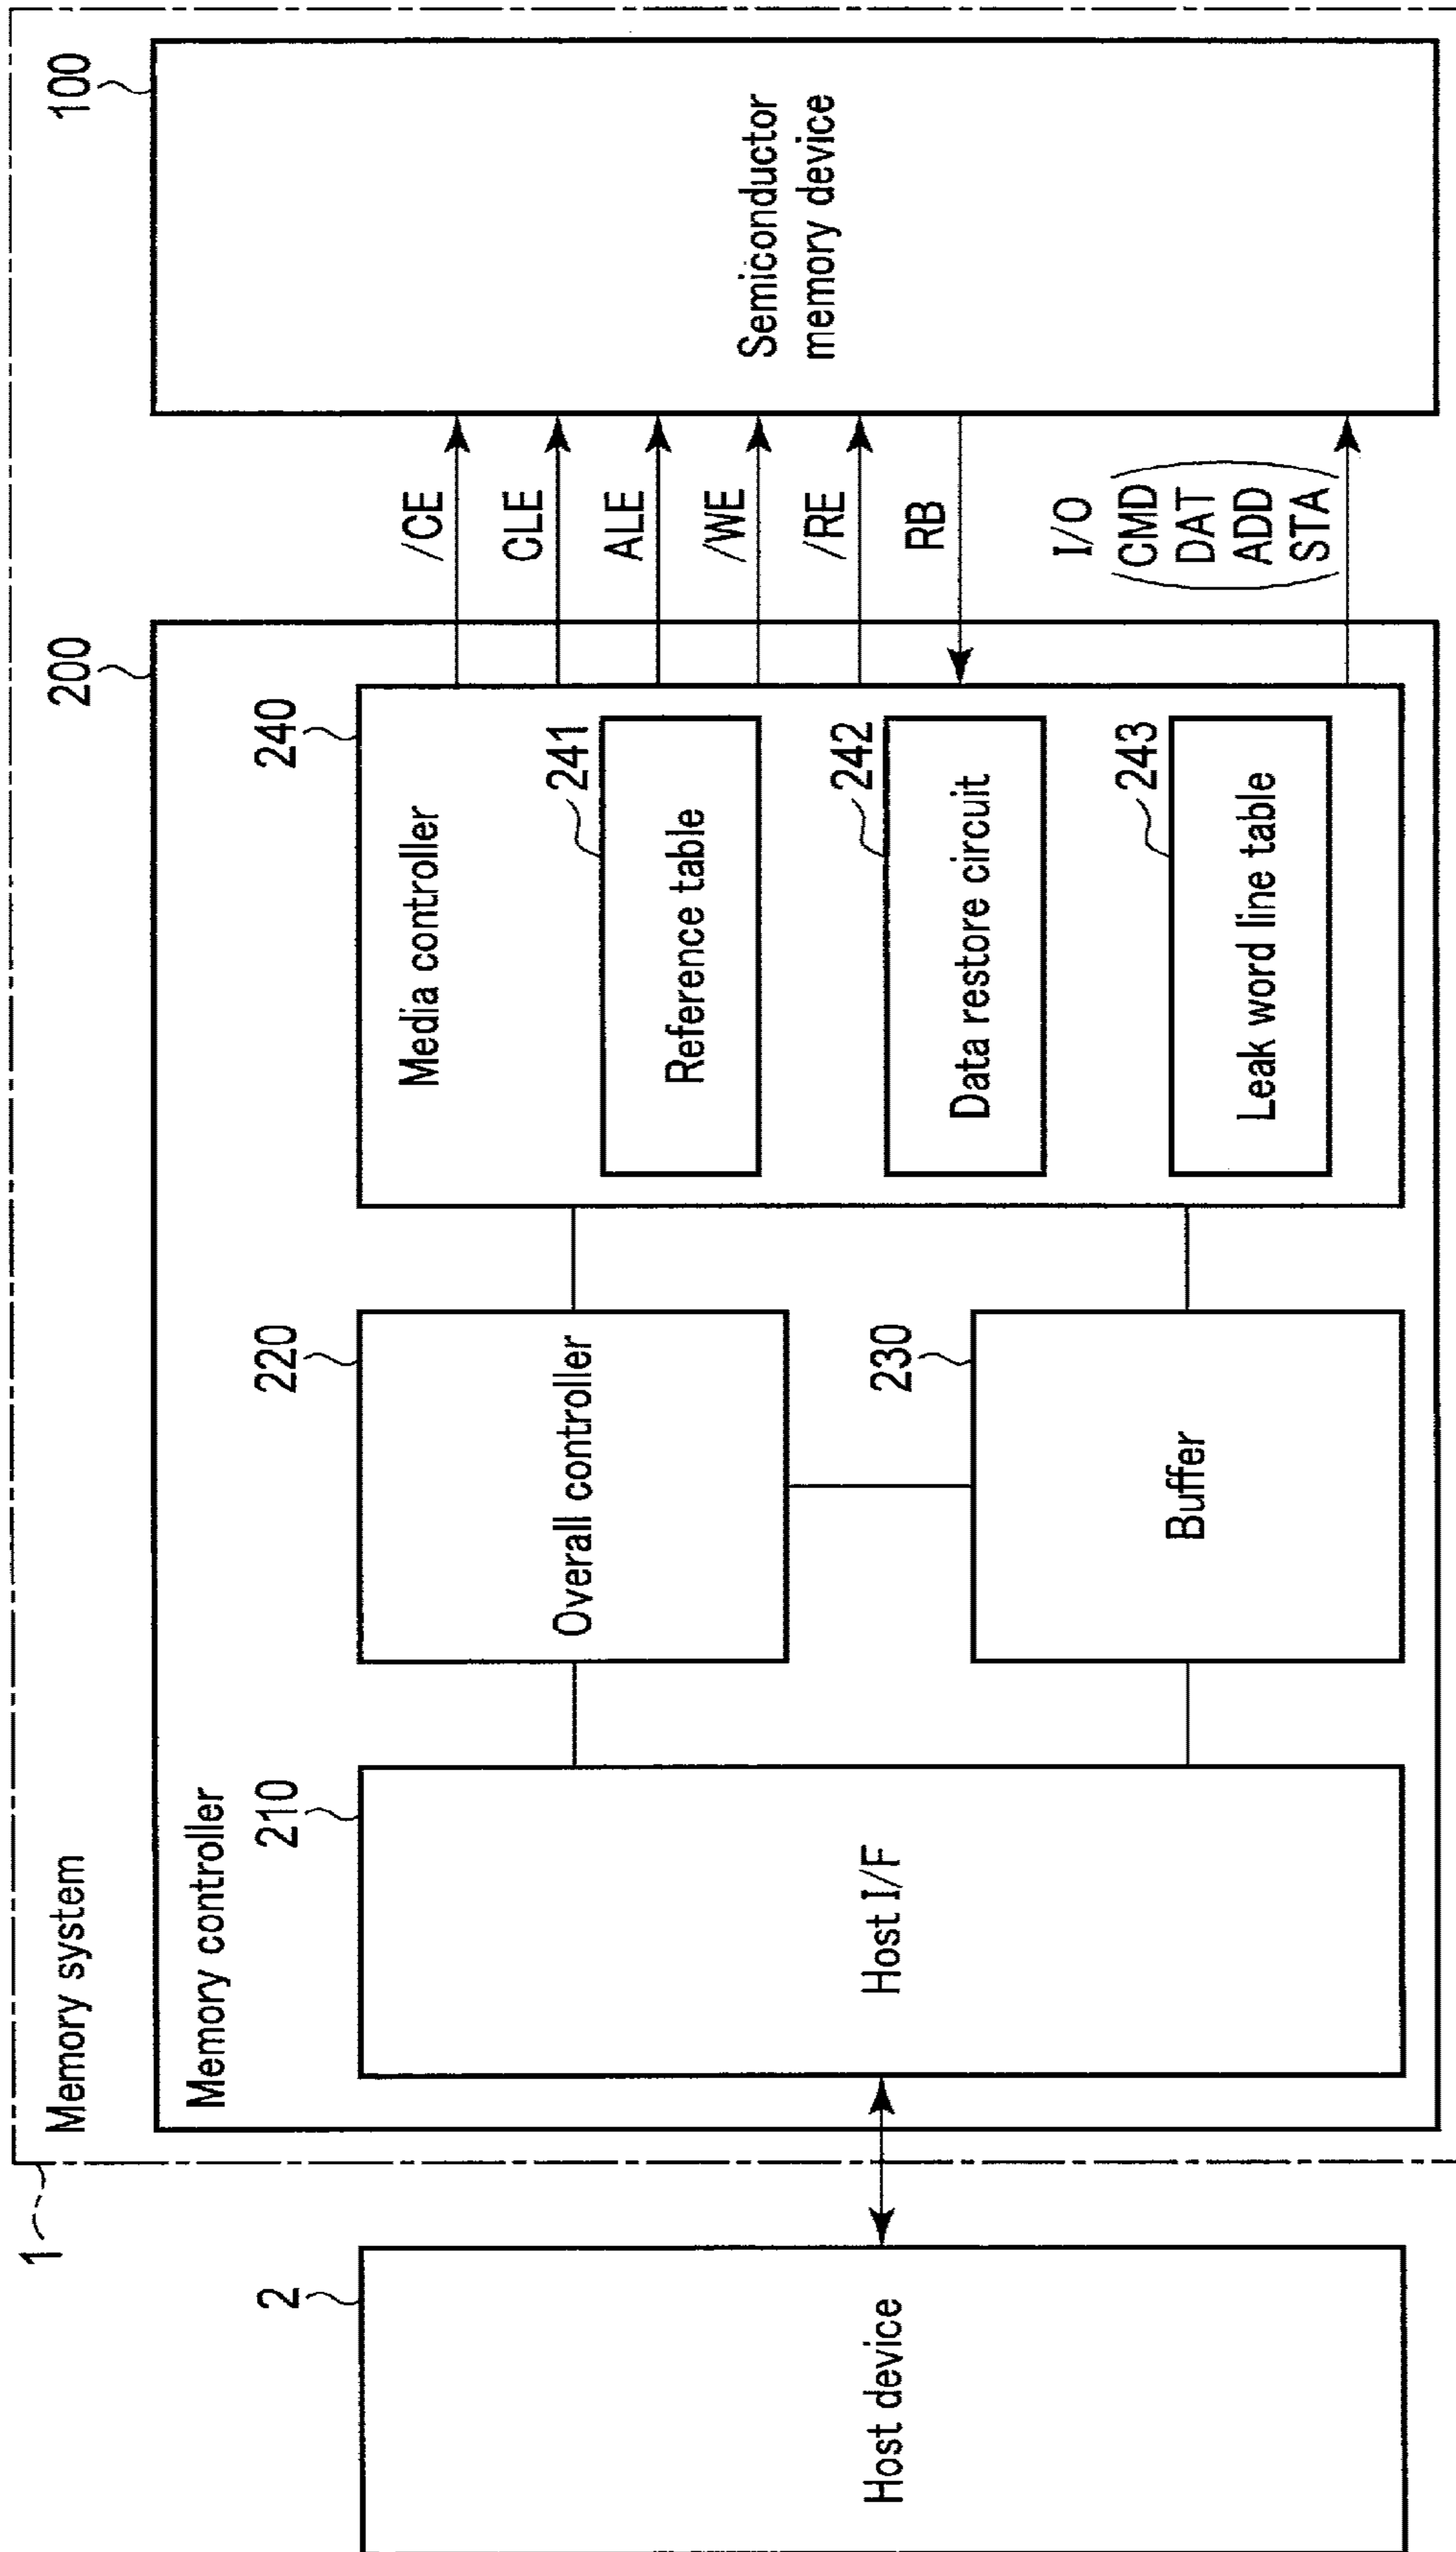 1
Memory system
2
Host device
200
Memory controller
210
Host I/F
220
Overall controller
230
Buffer
240
Media controller
241
Reference table
242
Data restore circuit
243
Leak word line table
/CE
CLE
ALE
/WE
/RE
RB
I/O
(CMD
DAT
ADD
STA)
100
Semiconductor
memory device